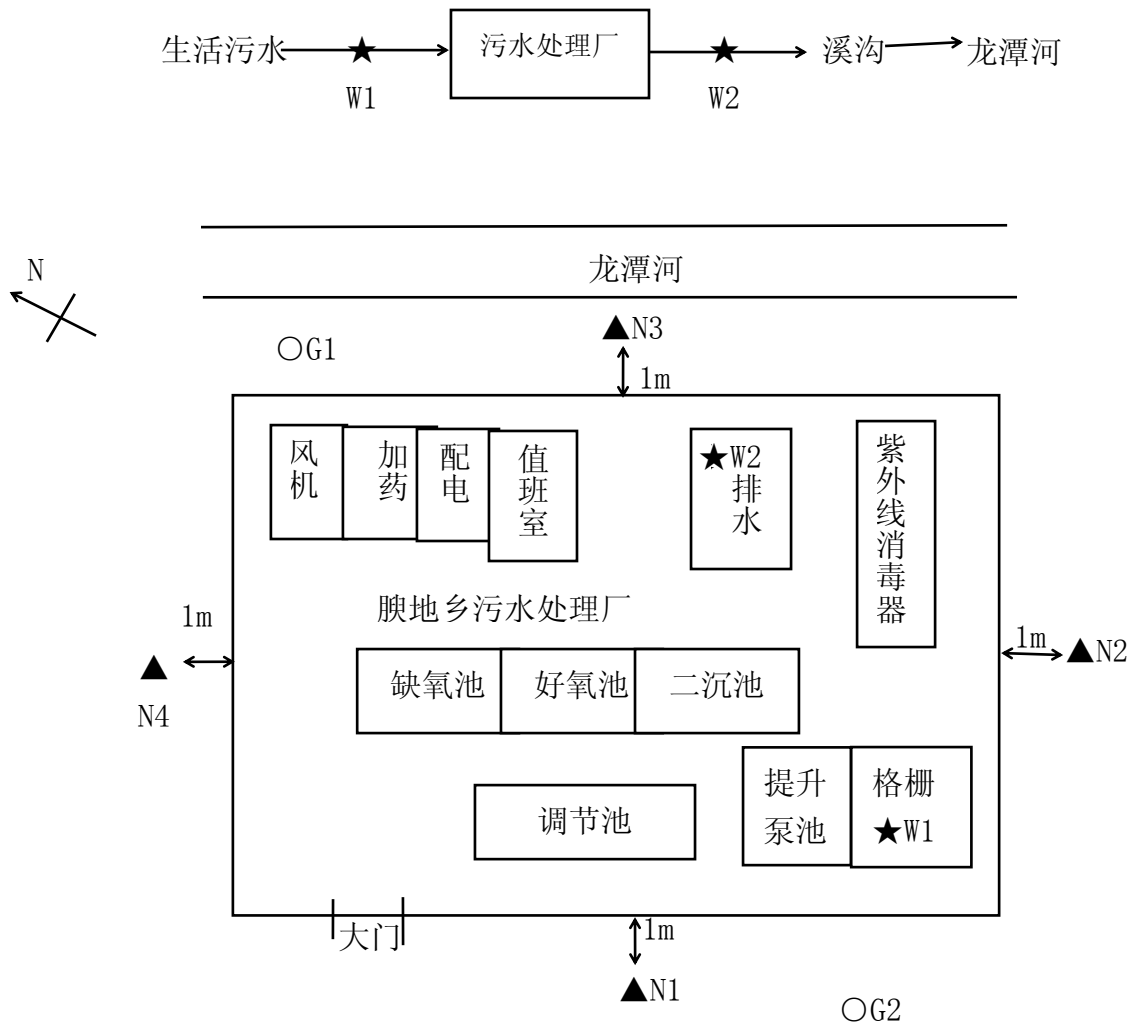 生活污水
污水处理厂
溪沟
龙潭河
W1
W2
N
龙潭河
▲N3
○G1
1m
风机
加药
配电
值班室
★W2
排水
紫外线消毒器
腴地乡污水处理厂
1m
1m
▲N2
▲
N4
缺氧池
好氧池
二沉池
提升
泵池
格栅
★W1
调节池
大门
1m
▲N1
○G2